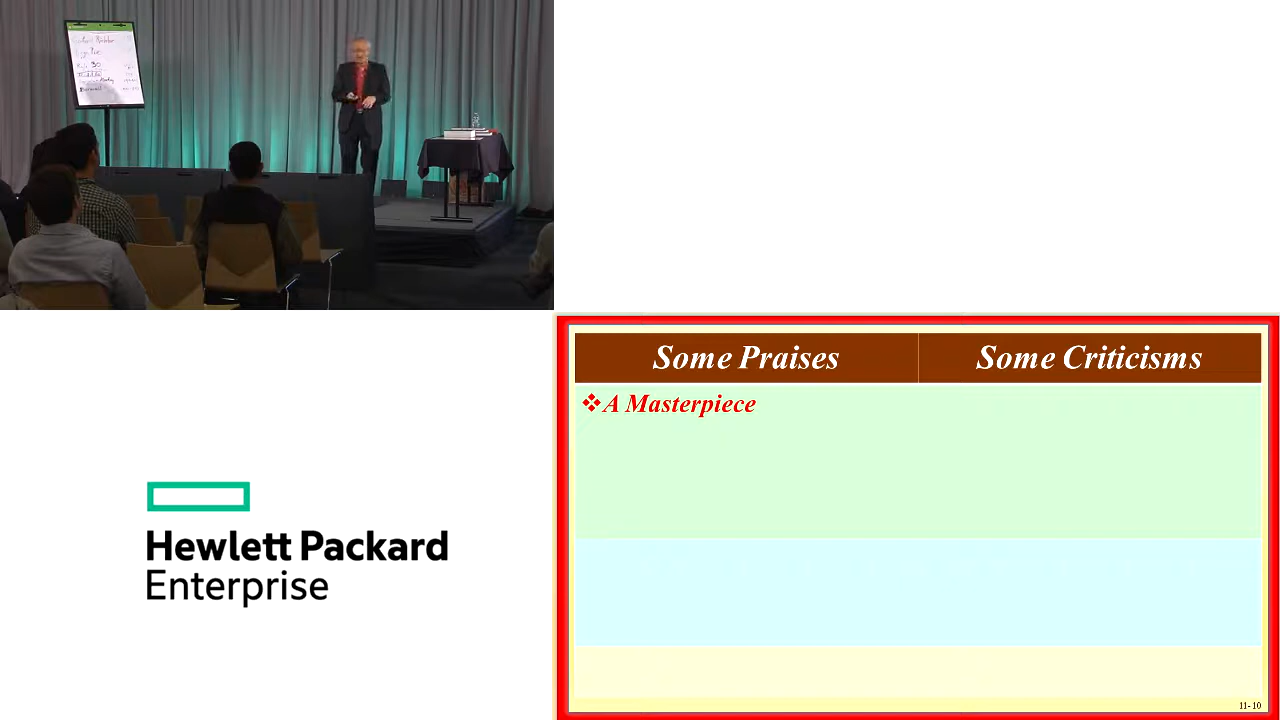 Hewlett Packard
Enterprise
Some Praises
Some Criticisms
❖A Masterpiece
11-10